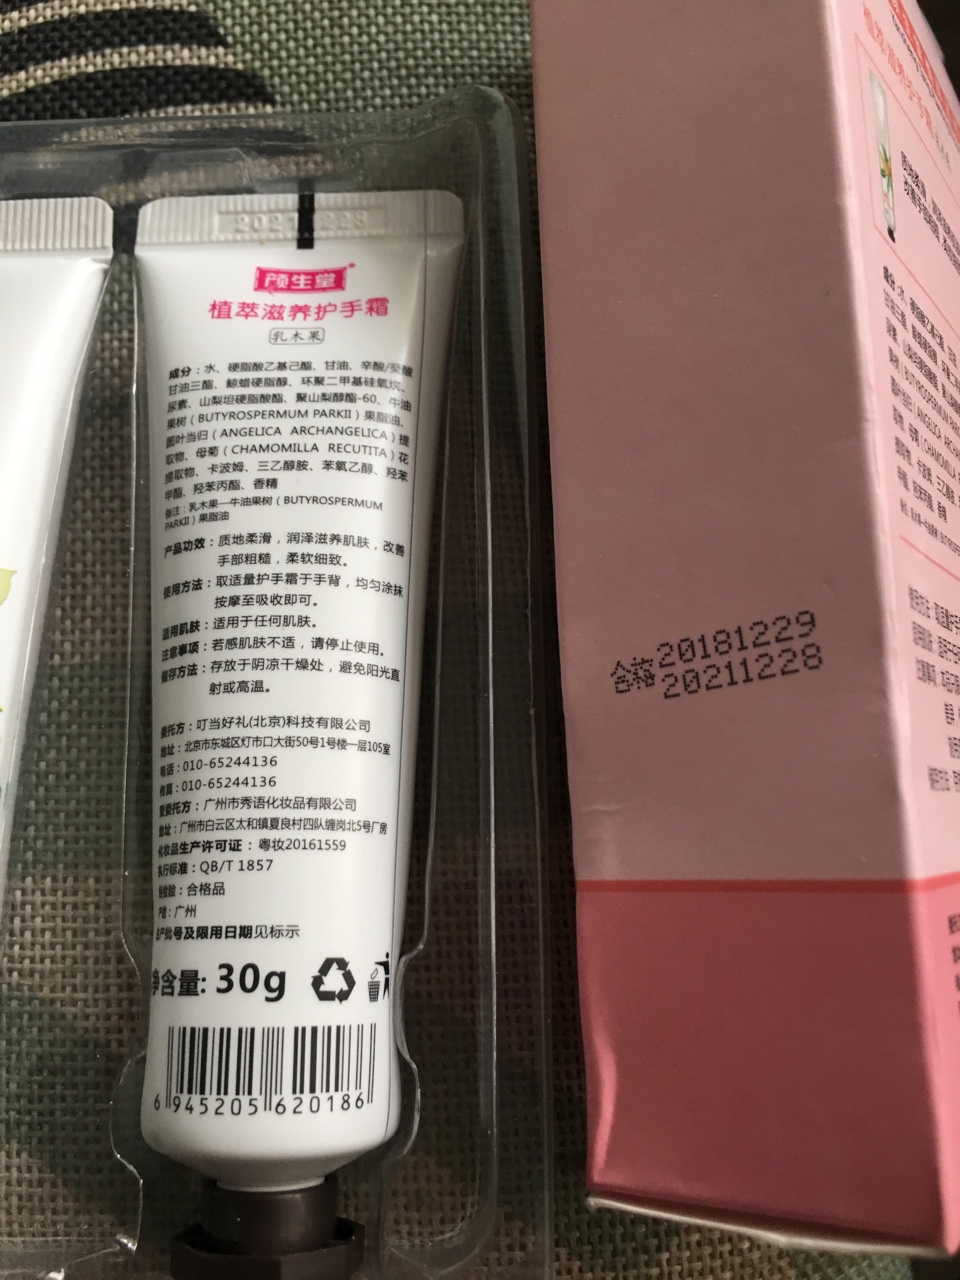 20211228
颜生堂
植萃滋养护手霜
乳木果
成分：水、硬脂酸乙基己酯、甘油、辛酸/癸酸
甘油三酯、鲸蜡硬脂醇、环聚二甲基硅氧烷、
尿素、山梨坦硬脂酸酯、聚山梨醇酯-60、牛油
果树（BUTYROSPERMUM PARKII）果脂油、
圆叶当归（ANGELICA ARCHANGELICA）提
取物、母菊（CHAMOMILLA RECUTITA）花
提取物、卡波姆、三乙醇胺、苯氧乙醇、羟苯
甲酯、羟苯丙酯、香精
备注：乳木果—牛油果树（BUTYROSPERMUM
PARKII）果脂油
产品功效：质地柔滑，润泽滋养肌肤，改善
手部粗糙，柔软细致。
使用方法：取适量护手霜于手背，均匀涂抹
按摩至吸收即可。
适用肌肤：适用于任何肌肤。
注意事项：若感肌肤不适，请停止使用。
储存方法：存放于阴凉干燥处，避免阳光直
射或高温。
委托方：叮当好礼(北京)科技有限公司
地址：北京市东城区灯市口大街50号1号楼一层105室
电话：010-65244136
传真：010-65244136
受委托方：广州市秀语化妆品有限公司
地址：广州市白云区太和镇夏良村四队缠岗北5号厂房
化妆品生产许可证：粤妆20161559
执行标准：QB/T 1857
检验：合格品
产地：广州
生产批号及限用日期见标示
净含量: 30g
6 945205 620186
合格 20181229
20211228
植萃滋养护手霜